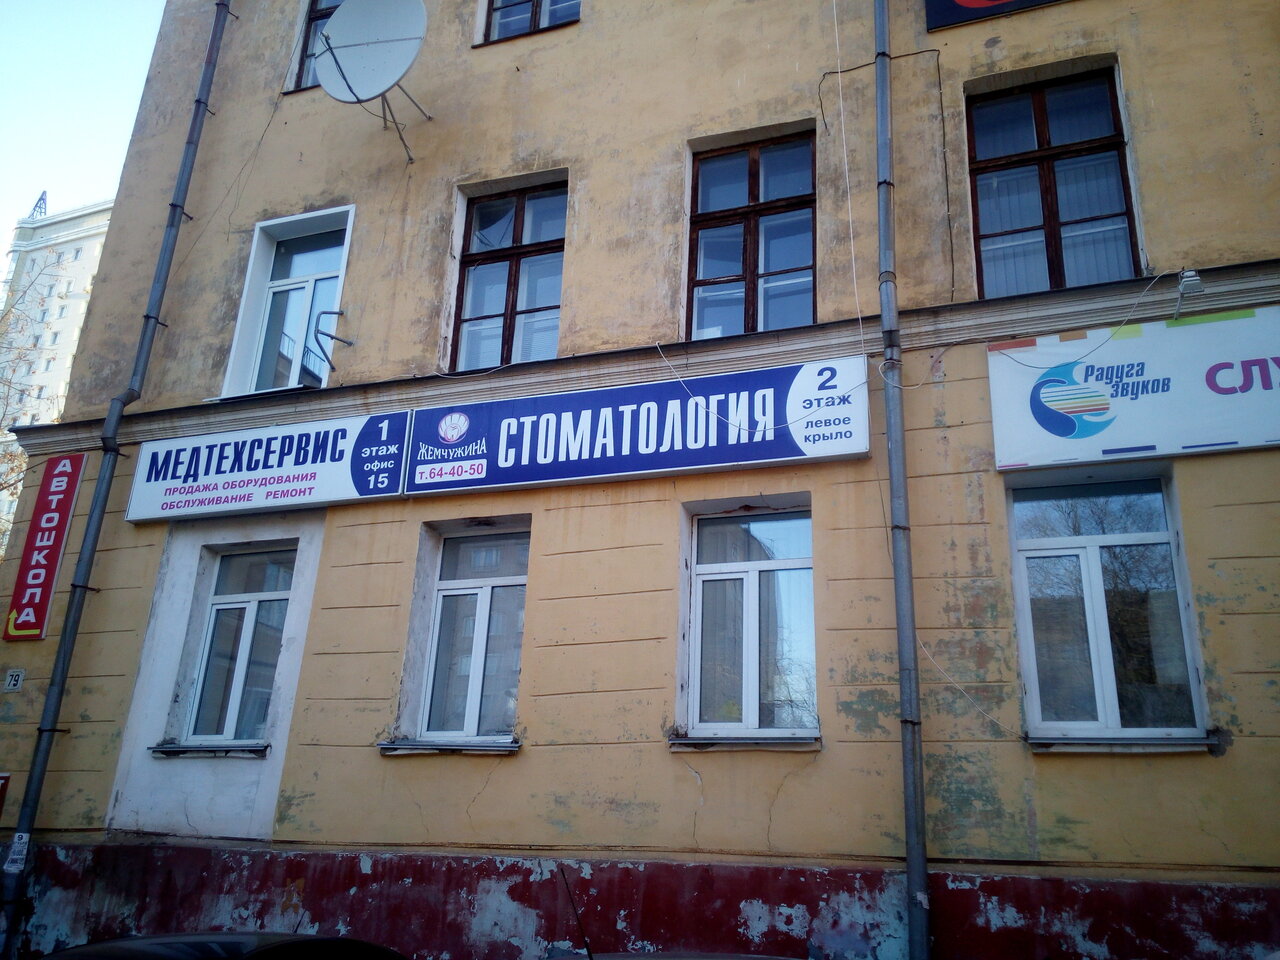 АВТОШКОЛА
79
МЕДТЕХСЕРВИС
ПРОДАЖА ОБОРУДОВАНИЯ
ОБСЛУЖИВАНИЕ РЕМОНТ
1
этаж
офис
15
ЖЕМЧУЖИНА
т.64-40-50
СТОМАТОЛОГИЯ
2
этаж
левое
крыло
Радуга
Звуков
СЛУ